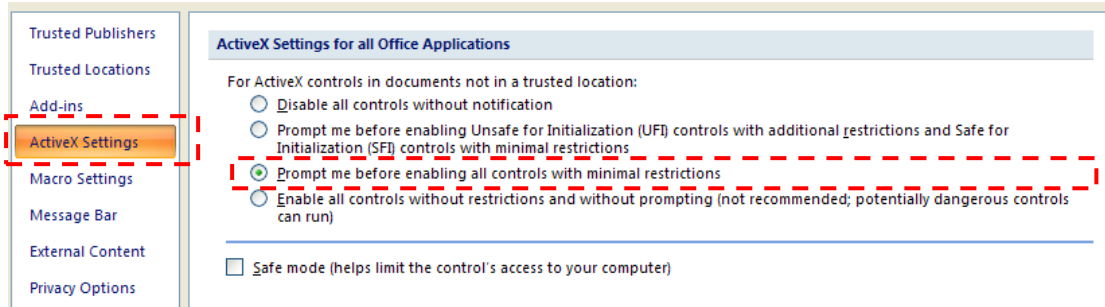 Trusted Publishers
Trusted Locations
Add-ins
ActiveX Settings
Macro Settings
Message Bar
External Content
Privacy Options
ActiveX Settings for all Office Applications
For ActiveX controls in documents not in a trusted location:
Disable all controls without notification
Prompt me before enabling Unsafe for Initialization (UFI) controls with additional restrictions and Safe for
Initialization (SFI) controls with minimal restrictions
Prompt me before enabling all controls with minimal restrictions
Enable all controls without restrictions and without prompting (not recommended; potentially dangerous controls
can run)
Safe mode (helps limit the control's access to your computer)